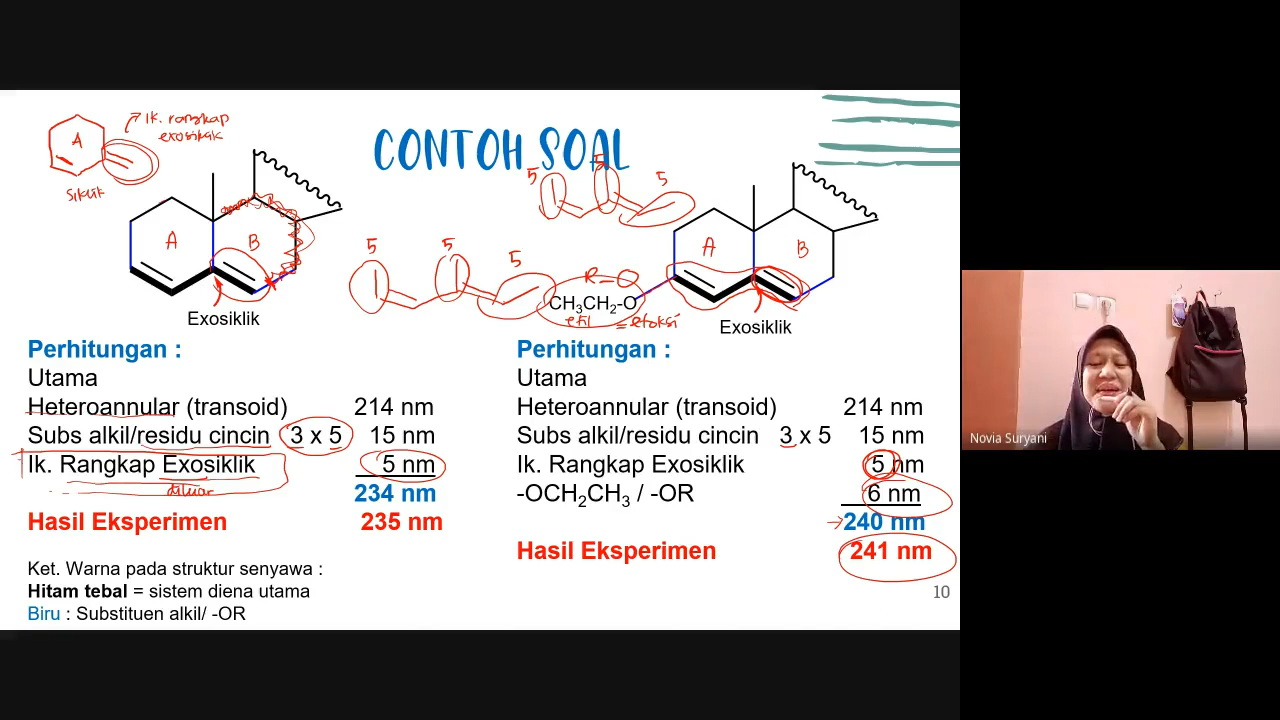 CONTOH SOAL
A
Ik. rangkap
exosiklik
Siklik
A
B
Exosiklik
5
5
5
5
5
5
R-O
CH3CH2-O
etil = etoksi
A
B
Exosiklik
Perhitungan :
Utama
Heteroannular (transoid) 214 nm
Subs alkil/residu cincin 3 x 5 15 nm
Ik. Rangkap Exosiklik 5 nm
diluar
234 nm
Hasil Eksperimen 235 nm
Ket. Warna pada struktur senyawa :
Hitam tebal = sistem diena utama
Biru : Substituen alkil/ -OR
Perhitungan :
Utama
Heteroannular (transoid) 214 nm
Subs alkil/residu cincin 3 x 5 15 nm
Ik. Rangkap Exosiklik 5 nm
-OCH2CH3 / -OR 6 nm
240 nm
Hasil Eksperimen 241 nm
10
Novia Suryani